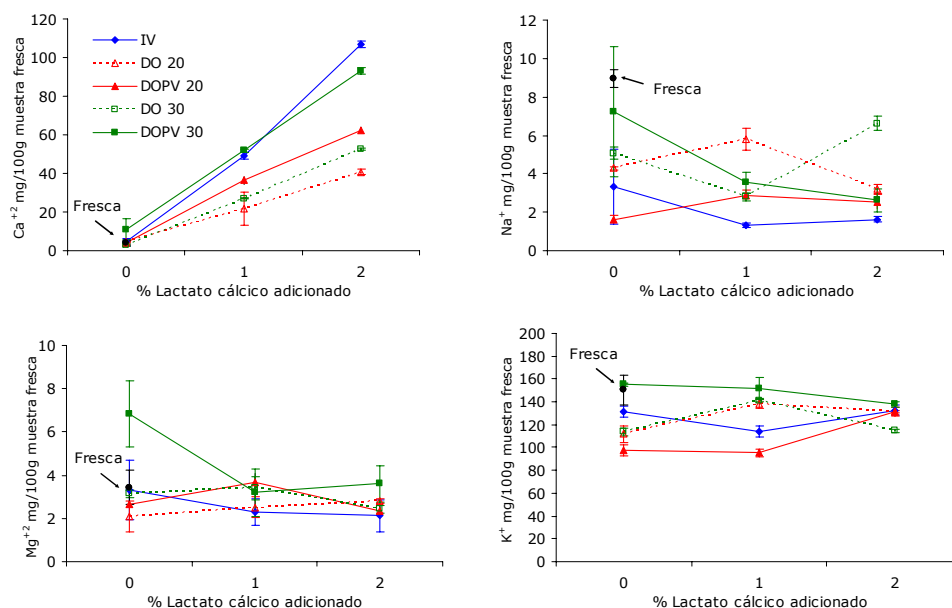 Ca+2 mg/100g muestra fresca
120
100
80
60
40
20
0
IV
DO 20
DOPV 20
DO 30
DOPV 30
Fresca
0 1 2
% Lactato cálcico adicionado
Na+ mg/100g muestra fresca
12
10
8
6
4
2
0
Fresca
0 1 2
% Lactato cálcico adicionado
Mg+2 mg/100g muestra fresca
10
8
6
4
2
0
Fresca
0 1 2
% Lactato cálcico adicionado
K+ mg/100g muestra fresca
200
180
160
140
120
100
80
60
40
20
0
Fresca
0 1 2
% Lactato cálcico adicionado